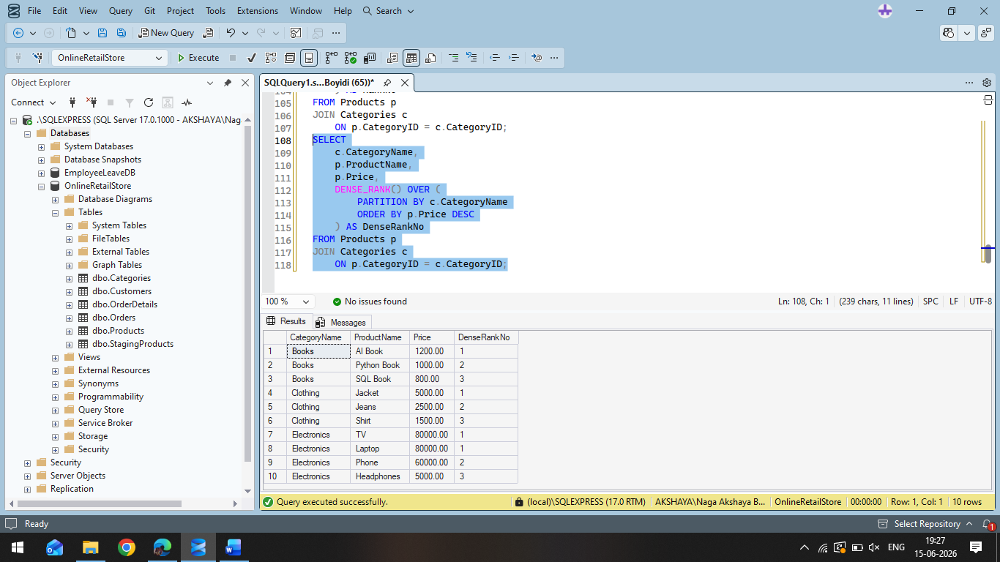 File Edit View Query Git Project Tools Extensions Window Help Search
New Query
OnlineRetailStore Execute
Object Explorer
Connect
.\SQLEXPRESS (SQL Server 17.0.1000 - AKSHAYA\Nag
Databases
System Databases
Database Snapshots
EmployeeLeaveDB
OnlineRetailStore
Database Diagrams
Tables
System Tables
FileTables
External Tables
Graph Tables
dbo.Categories
dbo.Customers
dbo.OrderDetails
dbo.Orders
dbo.Products
dbo.StagingProducts
Views
External Resources
Synonyms
Programmability
Query Store
Service Broker
Storage
Security
Security
Server Objects
Replication
SQLQuery1.s...Boyidi (65))*
105 FROM Products p
106 JOIN Categories c
107 ON p.CategoryID = c.CategoryID;
108 SELECT
109 c.CategoryName,
110 p.ProductName,
111 p.Price,
112 DENSE_RANK() OVER (
113 PARTITION BY c.CategoryName
114 ORDER BY p.Price DESC
115 ) AS DenseRankNo
116 FROM Products p
117 JOIN Categories c
118 ON p.CategoryID = c.CategoryID;
100 % No issues found Ln: 108, Ch: 1 (239 chars, 11 lines) SPC LF UTF-8
Results Messages
CategoryName ProductName Price DenseRankNo
1 Books AI Book 1200.00 1
2 Books Python Book 1000.00 2
3 Books SQL Book 800.00 3
4 Clothing Jacket 5000.00 1
5 Clothing Jeans 2500.00 2
6 Clothing Shirt 1500.00 3
7 Electronics TV 80000.00 1
8 Electronics Laptop 80000.00 1
9 Electronics Phone 60000.00 2
10 Electronics Headphones 5000.00 3
Query executed successfully. (local)\SQLEXPRESS (17.0 RTM) AKSHAYA\Naga Akshaya B... OnlineRetailStore 00:00:00 Row: 1, Col: 1 10 rows
Ready Select Repository 1
ENG 19:27
15-06-2026